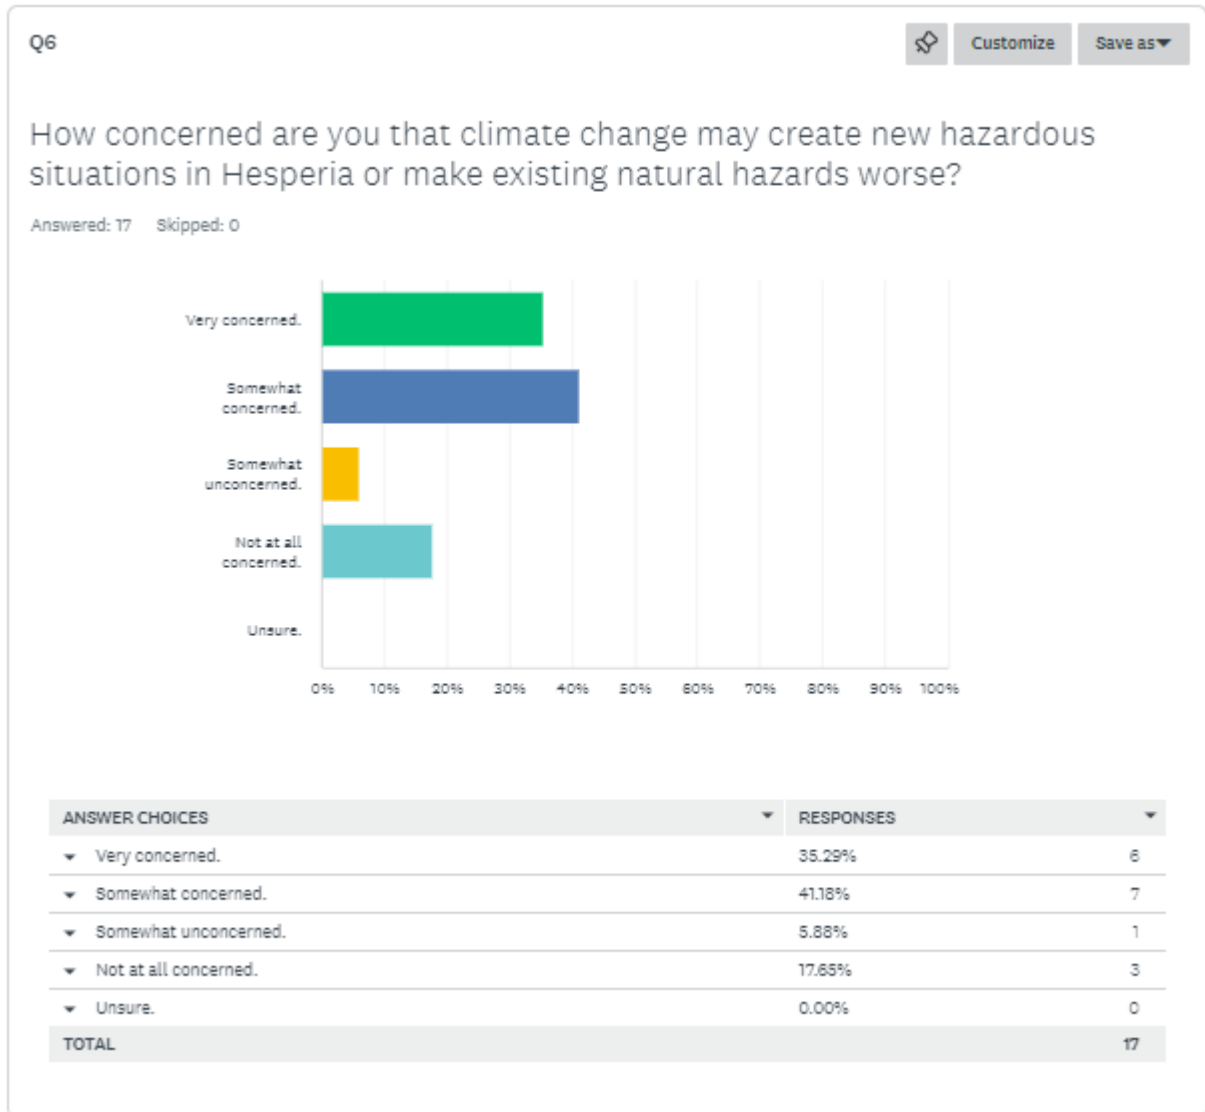 Q6
Customize
Save as
How concerned are you that climate change may create new hazardous
situations in Hesperia or make existing natural hazards worse?
Answered: 17 Skipped: 0
Very concerned.
Somewhat
concerned.
Somewhat
unconcerned.
Not at all
concerned.
Unsure.
0% 10% 20% 30% 40% 50% 60% 70% 80% 90% 100%
ANSWER CHOICES RESPONSES
Very concerned. 35.29% 6
Somewhat concerned. 41.18% 7
Somewhat unconcerned. 5.88% 1
Not at all concerned. 17.65% 3
Unsure. 0.00% 0
TOTAL 17